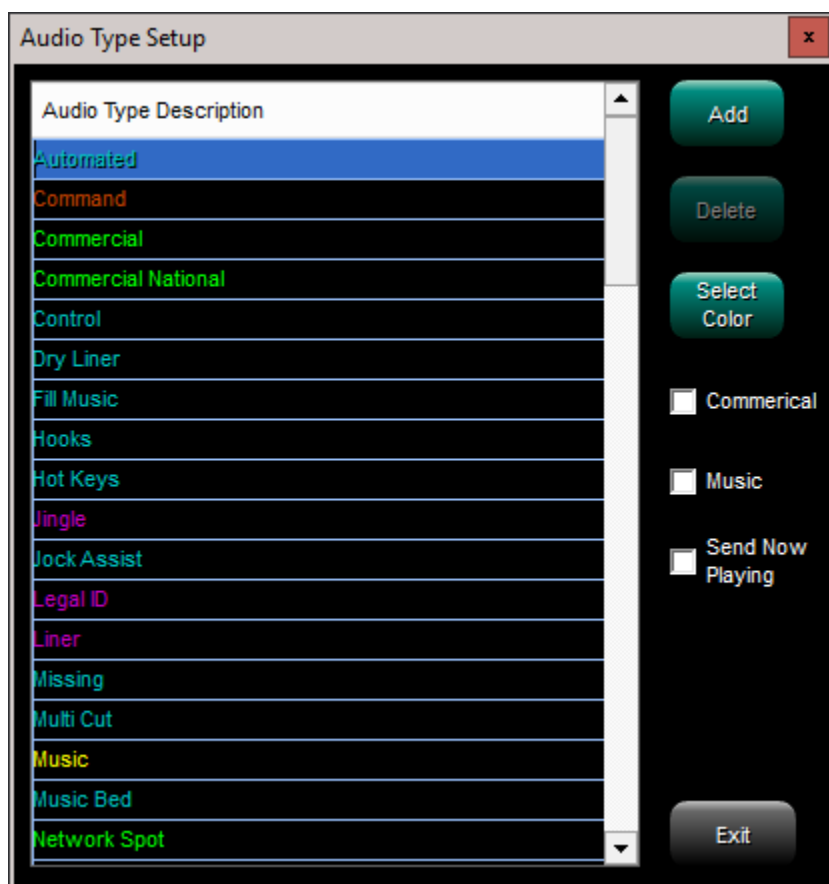 Audio Type Setup
x
Audio Type Description
Automated
Command
Commercial
Commercial National
Control
Dry Liner
Fill Music
Hooks
Hot Keys
Jingle
Jock Assist
Legal ID
Liner
Missing
Multi Cut
Music
Music Bed
Network Spot
Add
Delete
Select
Color
Commerical
Music
Send Now
Playing
Exit